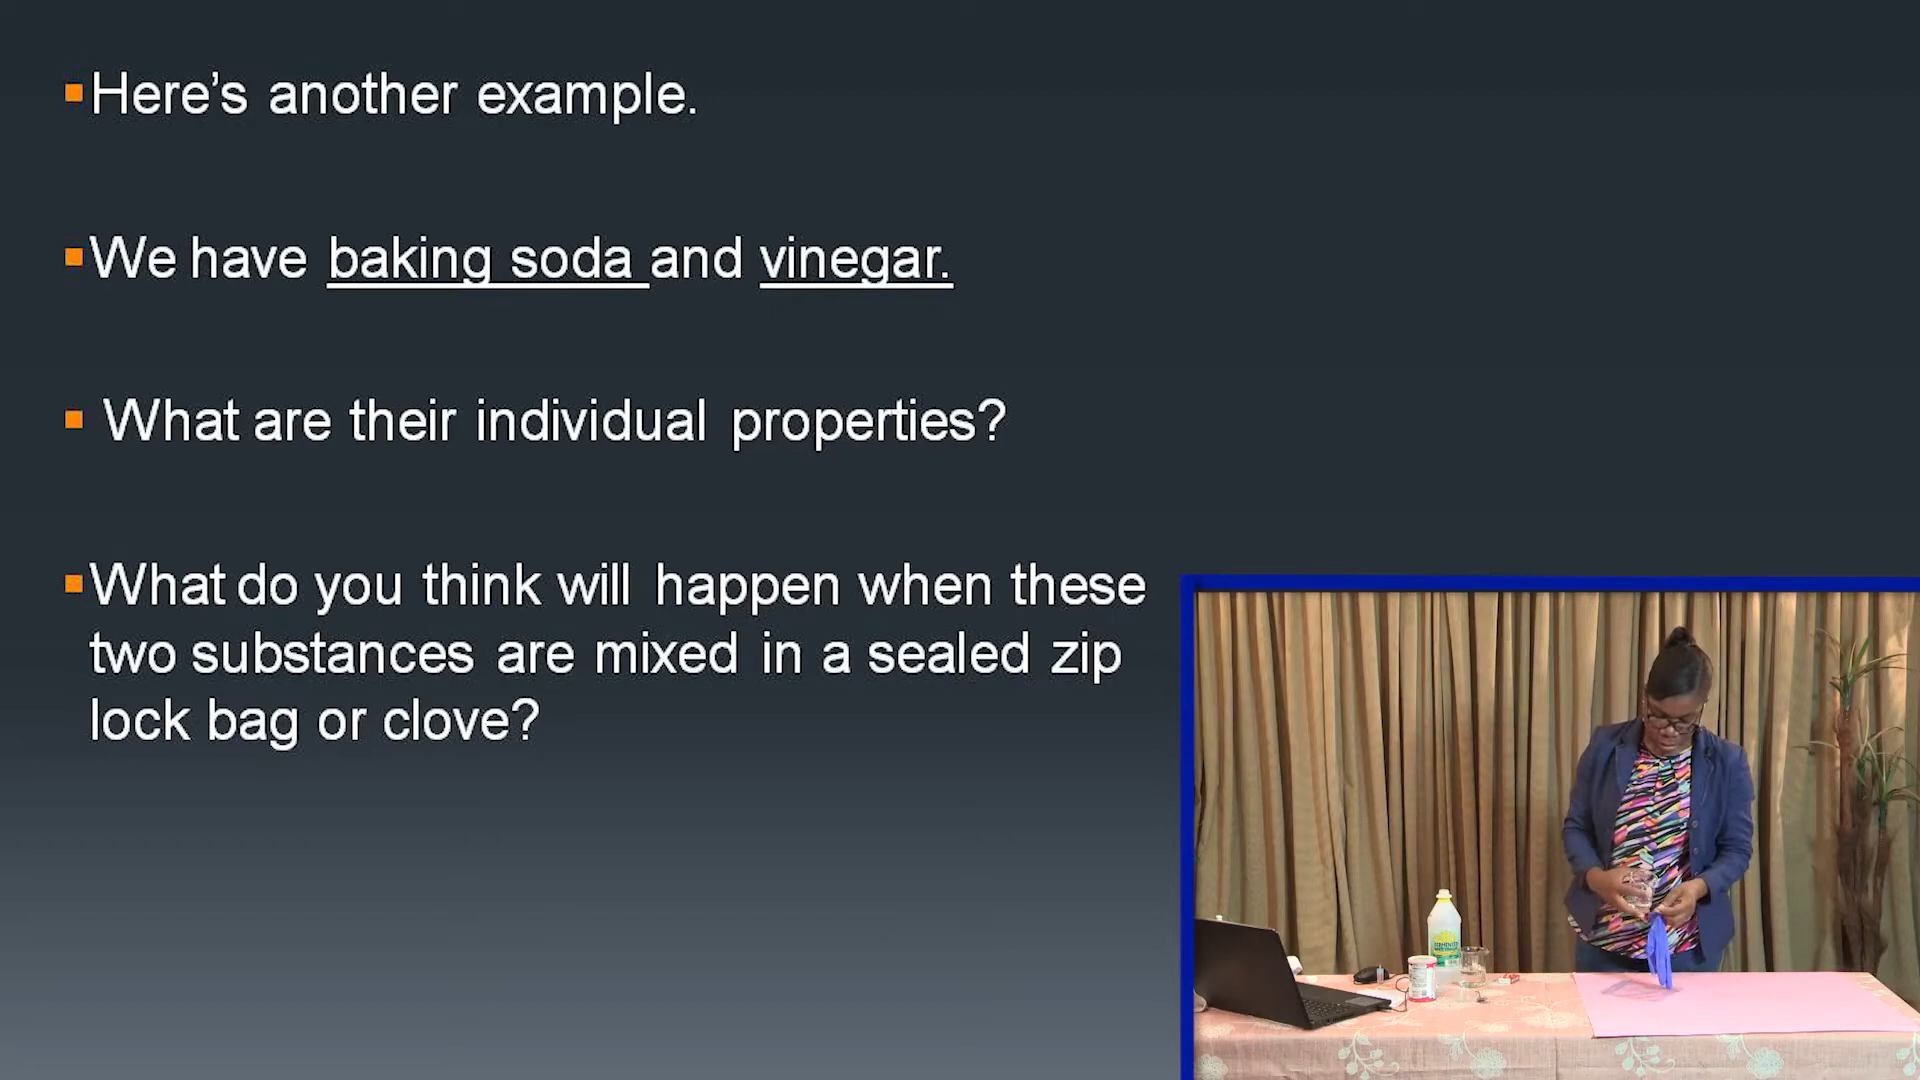 Here's another example.
We have baking soda and vinegar.
What are their individual properties?
What do you think will happen when these
two substances are mixed in a sealed zip
lock bag or clove?